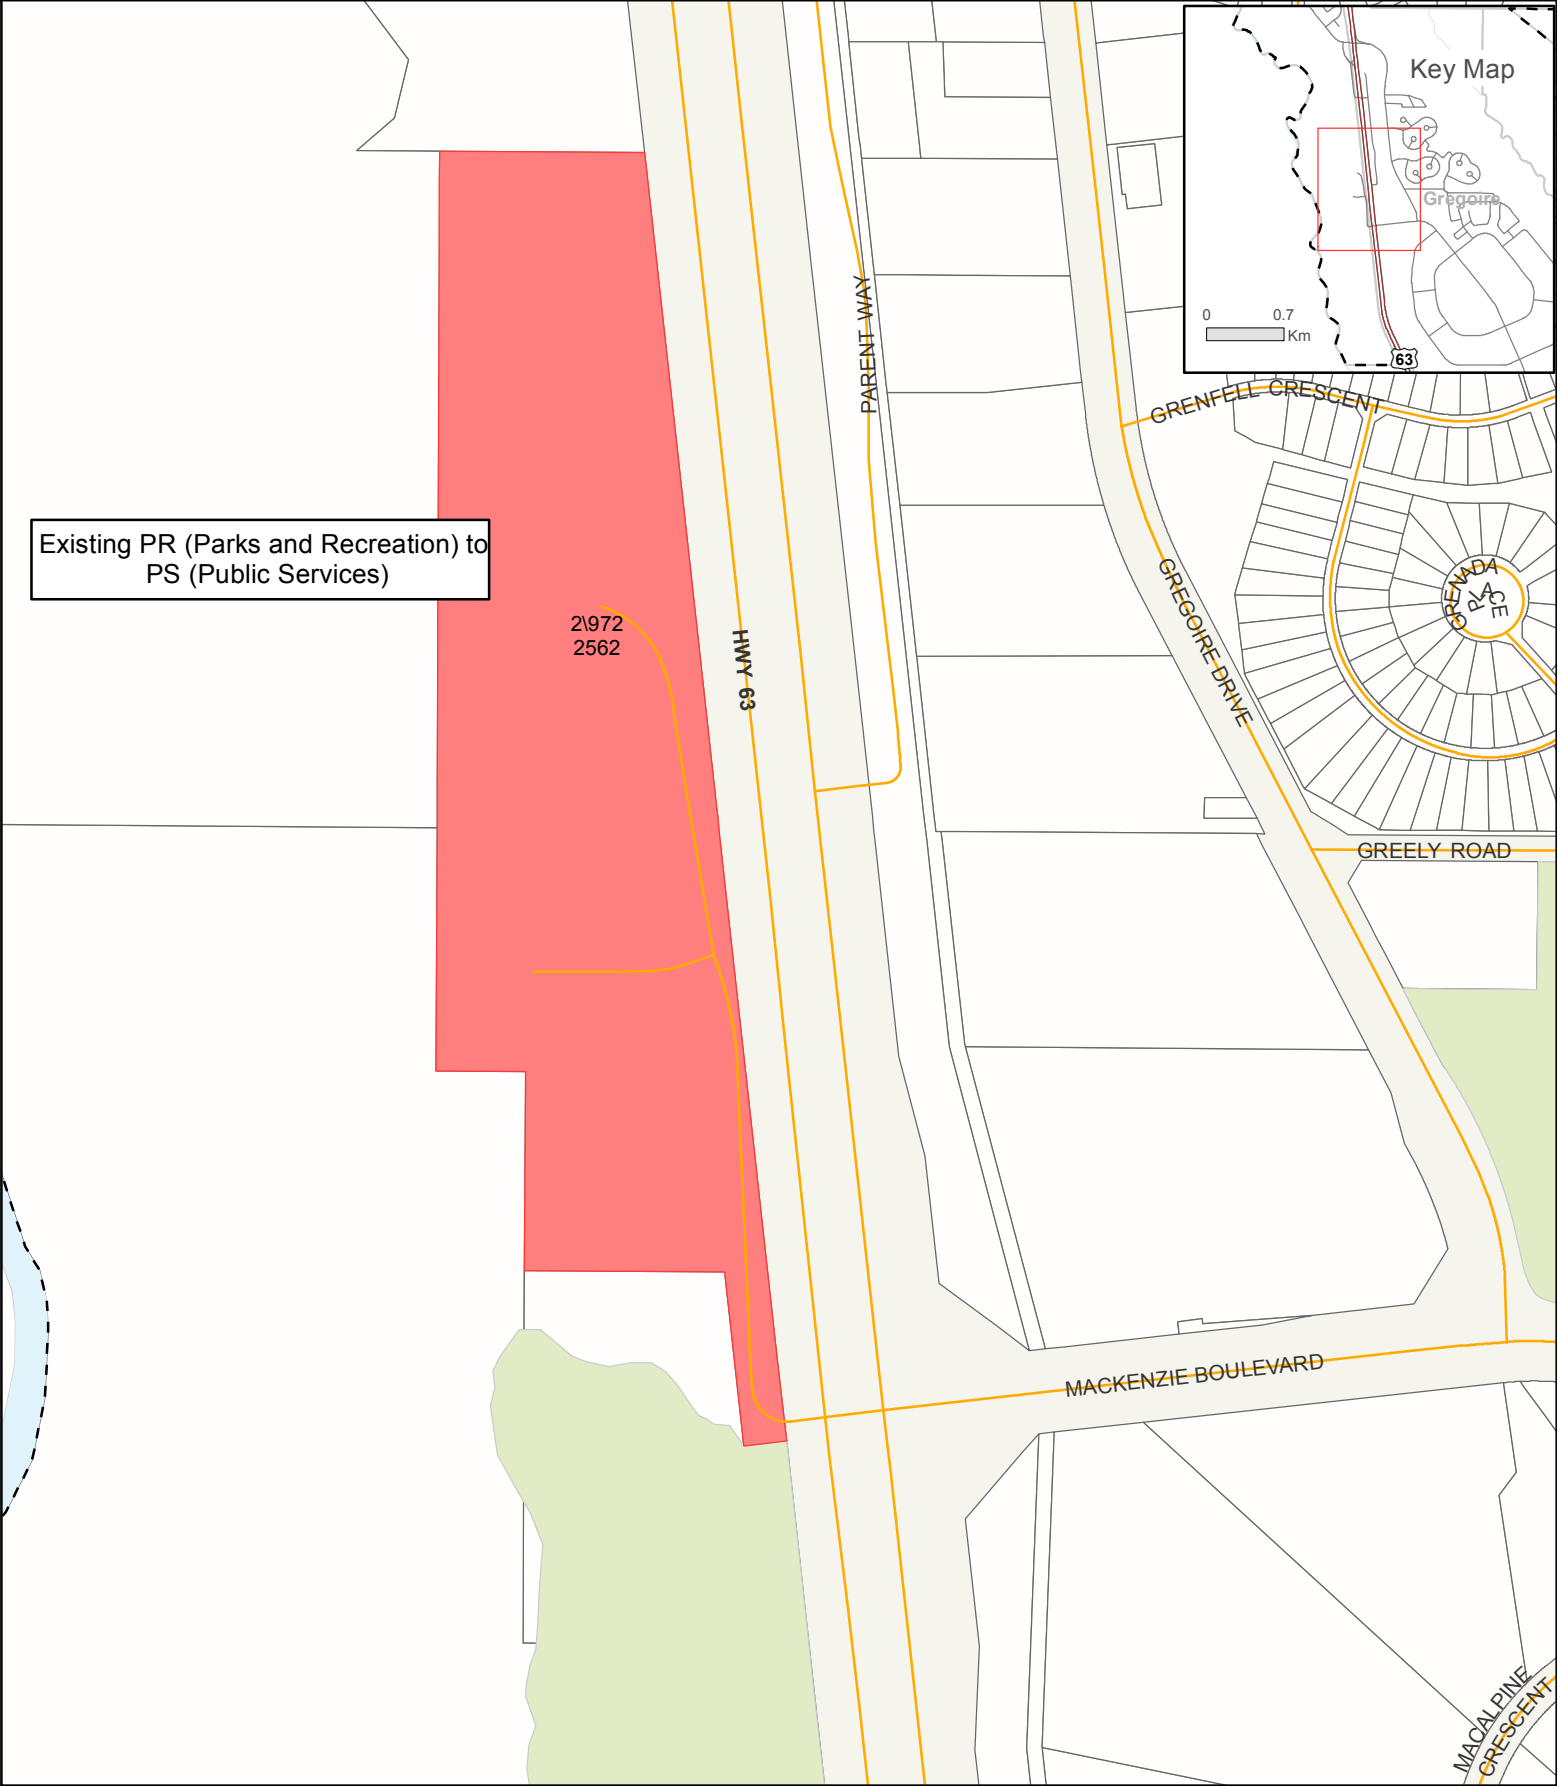 Key Map
Gregoire
0 0.7
Km
63
PARENT WAY
GRENFELL CRESCENT
Existing PR (Parks and Recreation) to
PS (Public Services)
2\972
2562
HWY 63
GREGOIRE DRIVE
GRENADA
PLACE
GREELY ROAD
MACKENZIE BOULEVARD
MACALPINE
CRESCENT